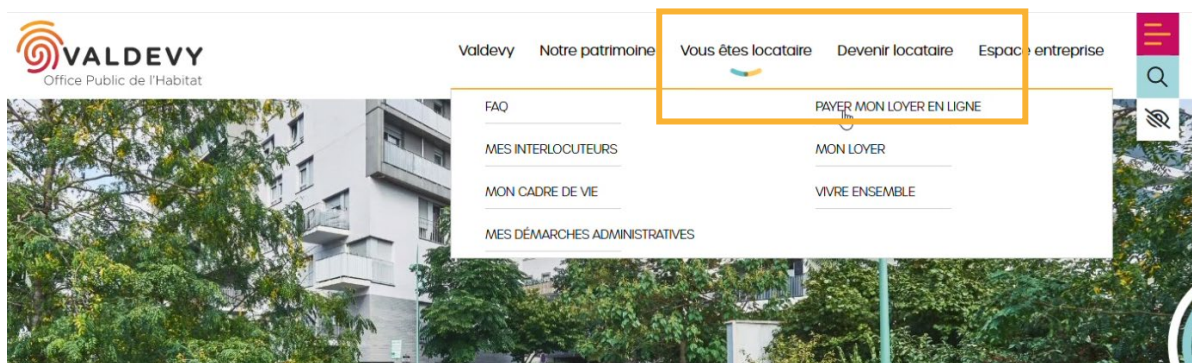 VALDEVY
Office Public de l'Habitat
Valdevy Notre patrimoine Vous êtes locataire Devenir locataire Espace entreprise
FAQ PAYER MON LOYER EN LIGNE
MES INTERLOCUTEURS MON LOYER
MON CADRE DE VIE VIVRE ENSEMBLE
MES DÉMARCHES ADMINISTRATIVES